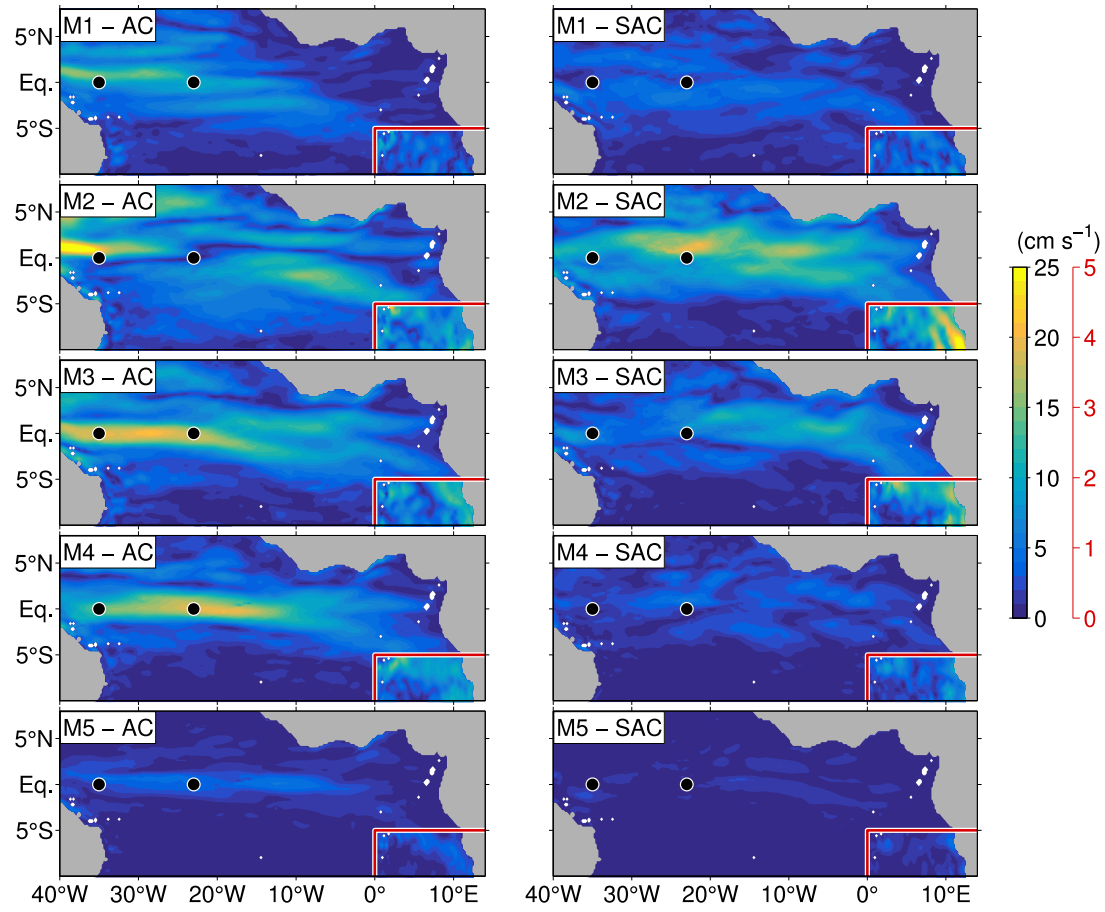 M1 – AC
M1 – SAC
5°N
Eq.
5°S
M2 – AC
M2 – SAC
5°N
Eq.
5°S
(cm s⁻¹)
25 5
20 4
15 3
10 2
5 1
0 0
M3 – AC
M3 – SAC
5°N
Eq.
5°S
M4 – AC
M4 – SAC
5°N
Eq.
5°S
M5 – AC
M5 – SAC
5°N
Eq.
5°S
40°W 30°W 20°W 10°W 0° 10°E
40°W 30°W 20°W 10°W 0° 10°E